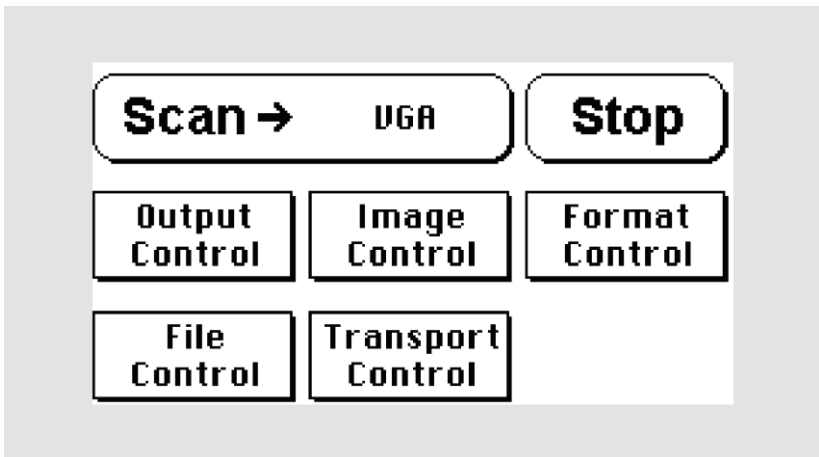 Scan → VGA Stop
Output Control
Image Control
Format Control
File Control
Transport Control